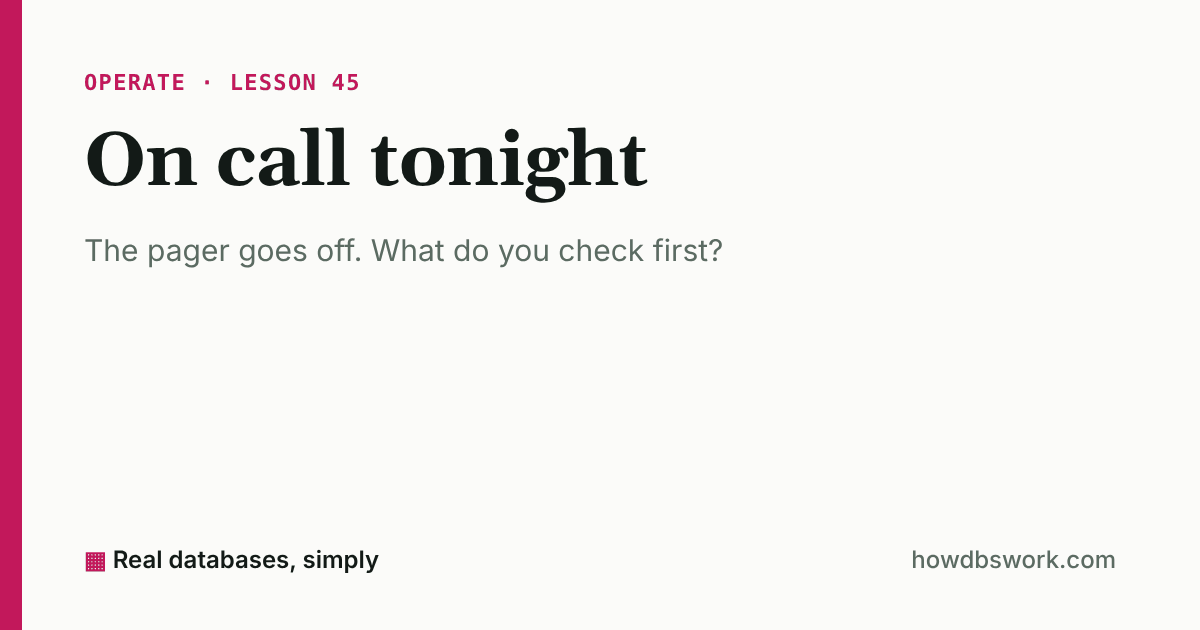 OPERATE · LESSON 45
On call tonight
The pager goes off. What do you check first?
Real databases, simply
howdbswork.com